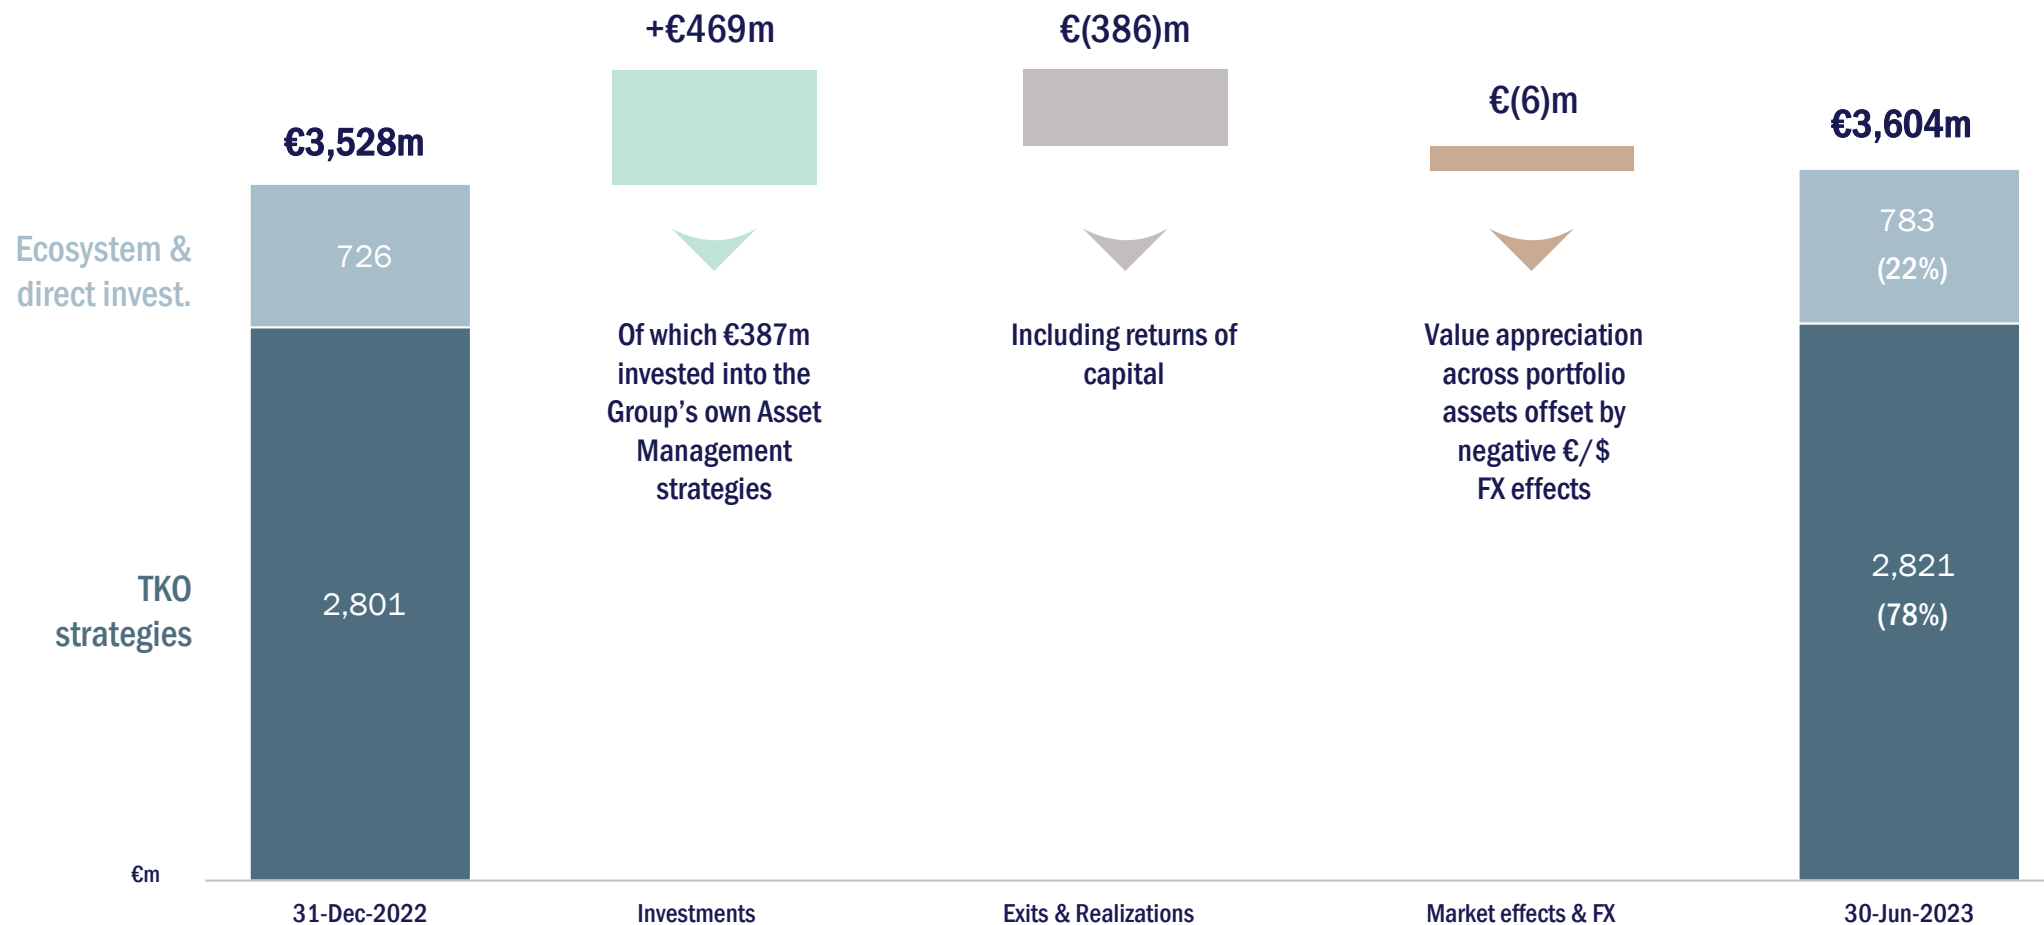 +€469m
€(386)m
€(6)m
€3,528m
€3,604m
Ecosystem &
direct invest.
726
783
(22%)
Of which €387m
invested into the
Group’s own Asset
Management
strategies
Including returns of
capital
Value appreciation
across portfolio
assets offset by
negative €/$
FX effects
TKO
strategies
2,801
2,821
(78%)
€m
31-Dec-2022
Investments
Exits & Realizations
Market effects & FX
30-Jun-2023